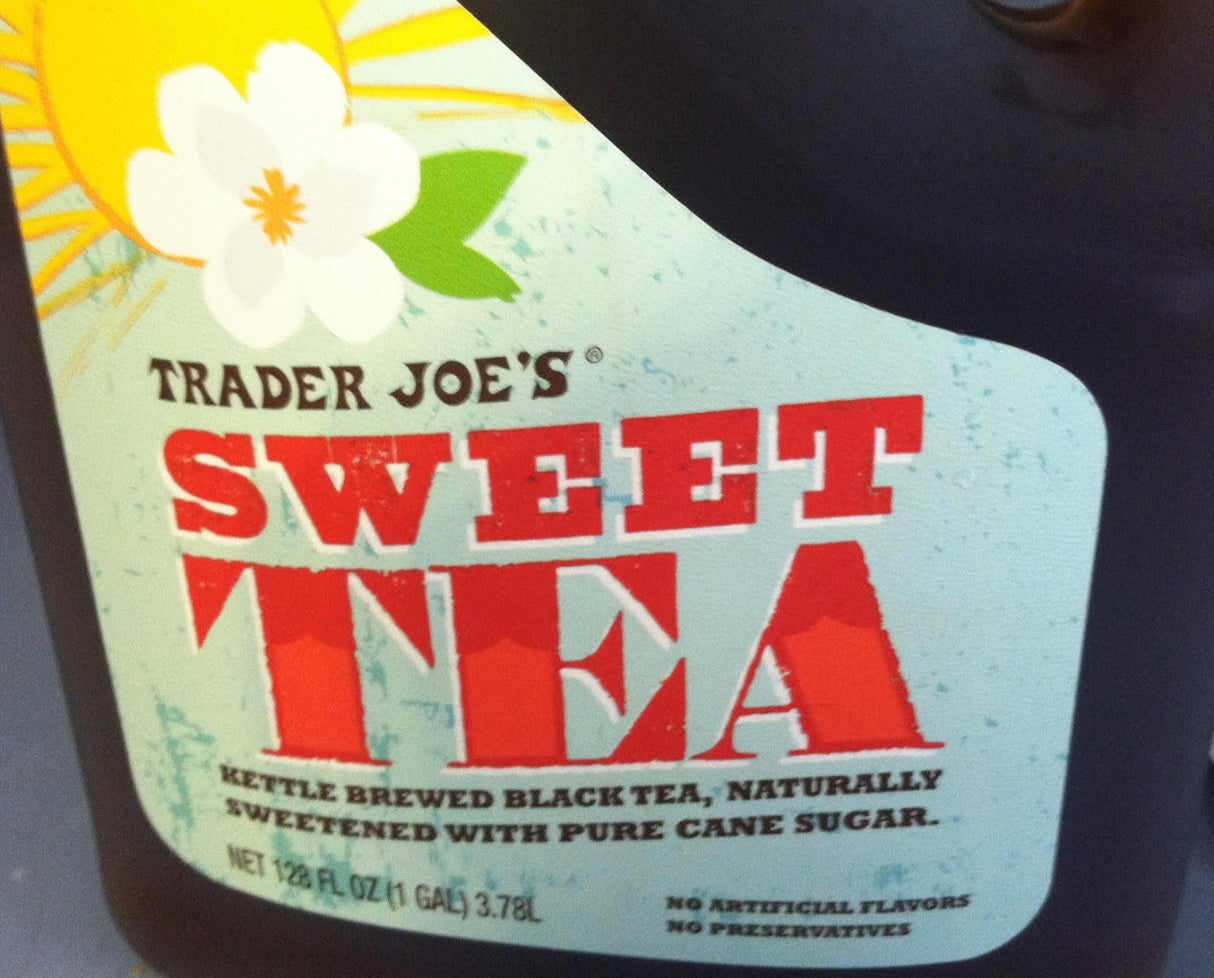 TRADER JOE'S®
SWEET
TEA
KETTLE BREWED BLACK TEA, NATURALLY
SWEETENED WITH PURE CANE SUGAR.
NET 128 FL OZ (1 GAL) 3.78L
NO ARTIFICIAL FLAVORS
NO PRESERVATIVES